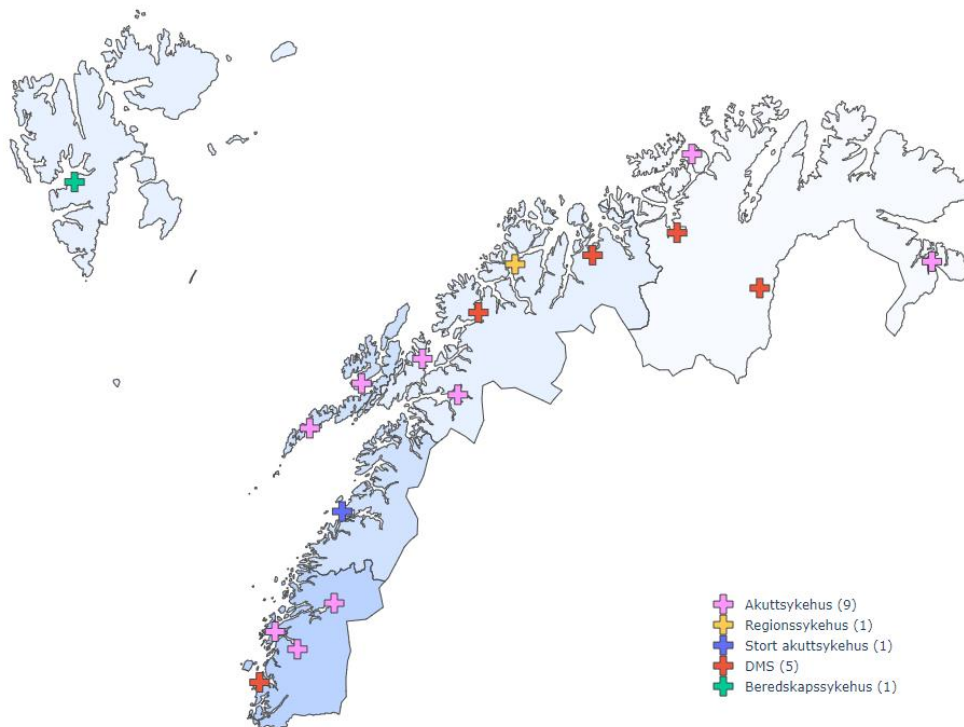 Akuttsykehus (9)
Regionssykehus (1)
Stort akuttsykehus (1)
DMS (5)
Beredskapssykehus (1)